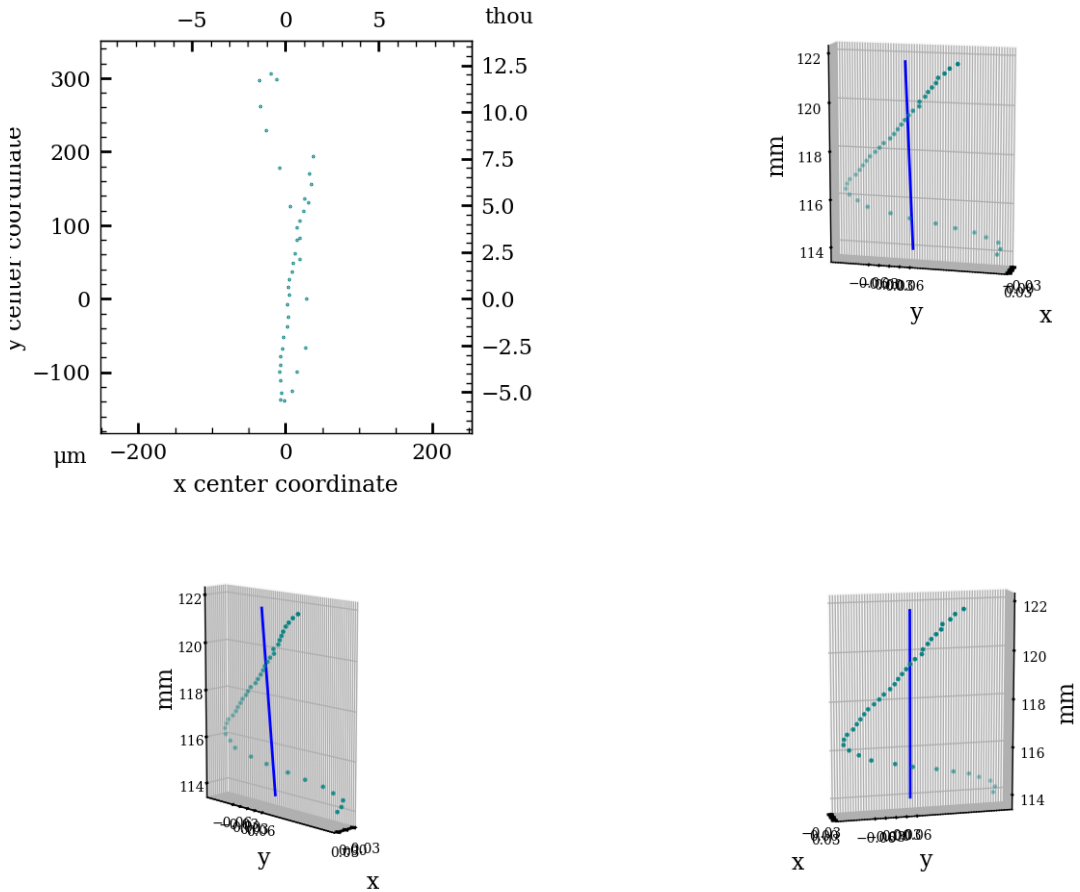 −5 0 5 thou
300
200
100
0
−100
y center coordinate
12.5
10.0
7.5
5.0
2.5
0.0
−2.5
−5.0
µm −200 0 200
x center coordinate
122
120
118
116
114
mm
y
x
122
120
118
116
114
mm
y
x
122
120
118
116
114
mm
x
y